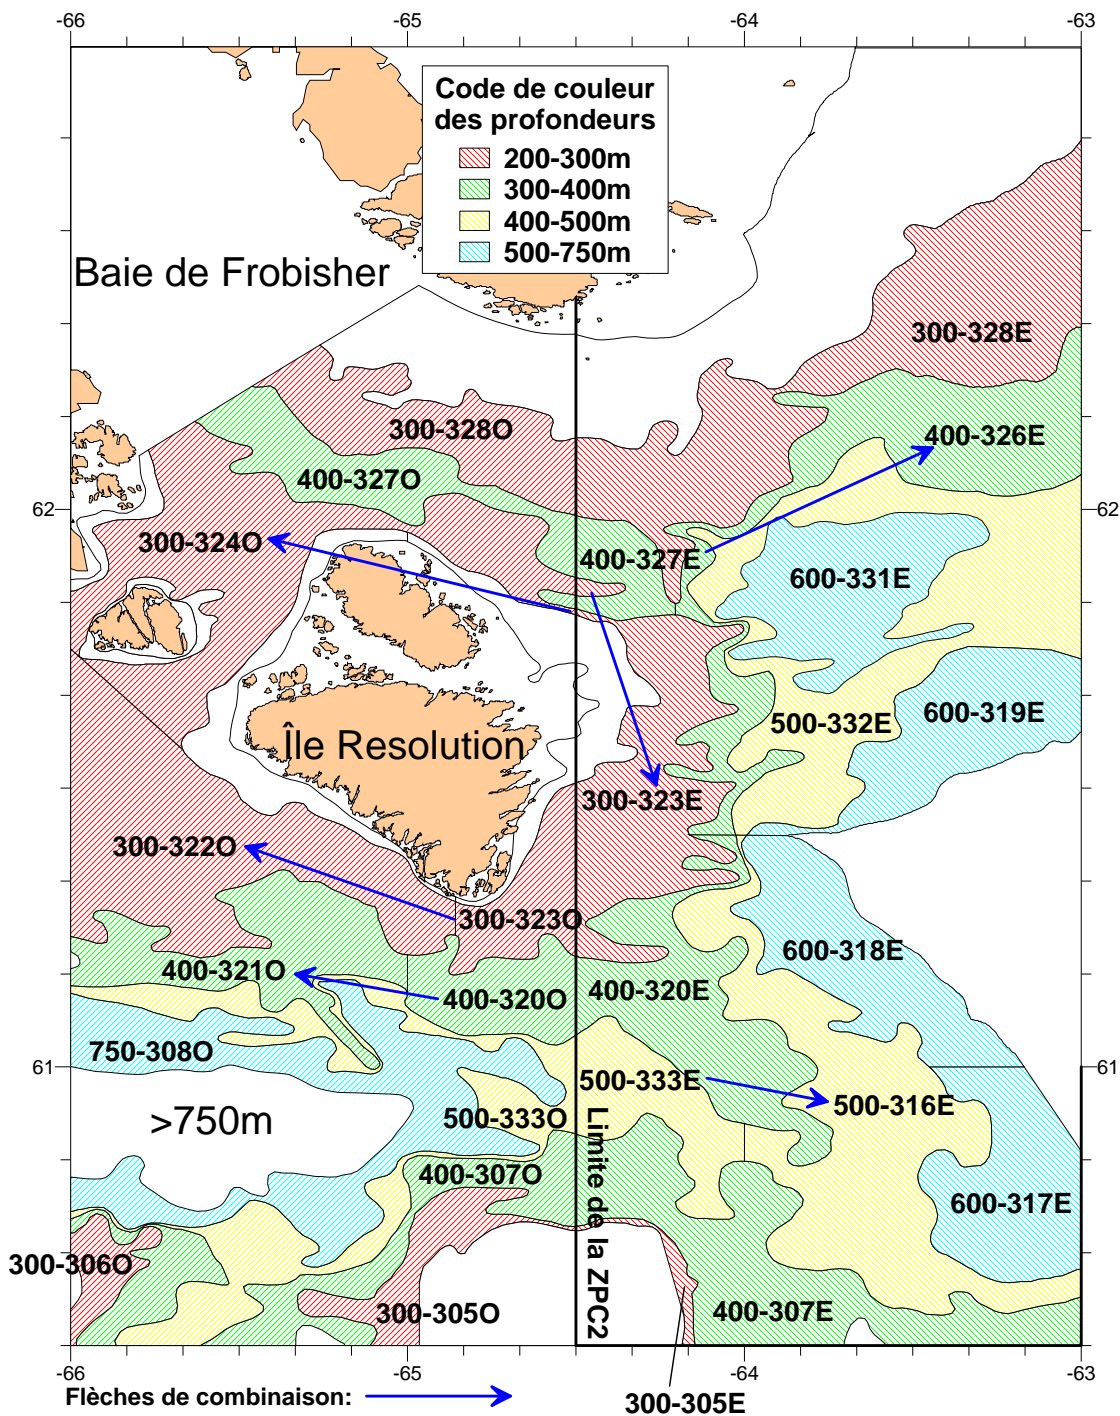 -66 -65 -64 -63
Code de couleur
des profondeurs
200-300m
300-400m
400-500m
500-750m
Baie de Frobisher
300-328E
300-328O
400-326E
400-327O
62
300-324O
400-327E
600-331E
600-319E
500-332E
Île Resolution
300-323E
300-322O
300-323O
600-318E
400-321O
400-320E
400-320O
750-308O
61 61
500-333E
500-316E
500-333O
>750m
Limite de la ZPC2
400-307O
600-317E
300-306O
300-305O
400-307E
-66 -65 -64 -63
Flèches de combinaison:
300-305E